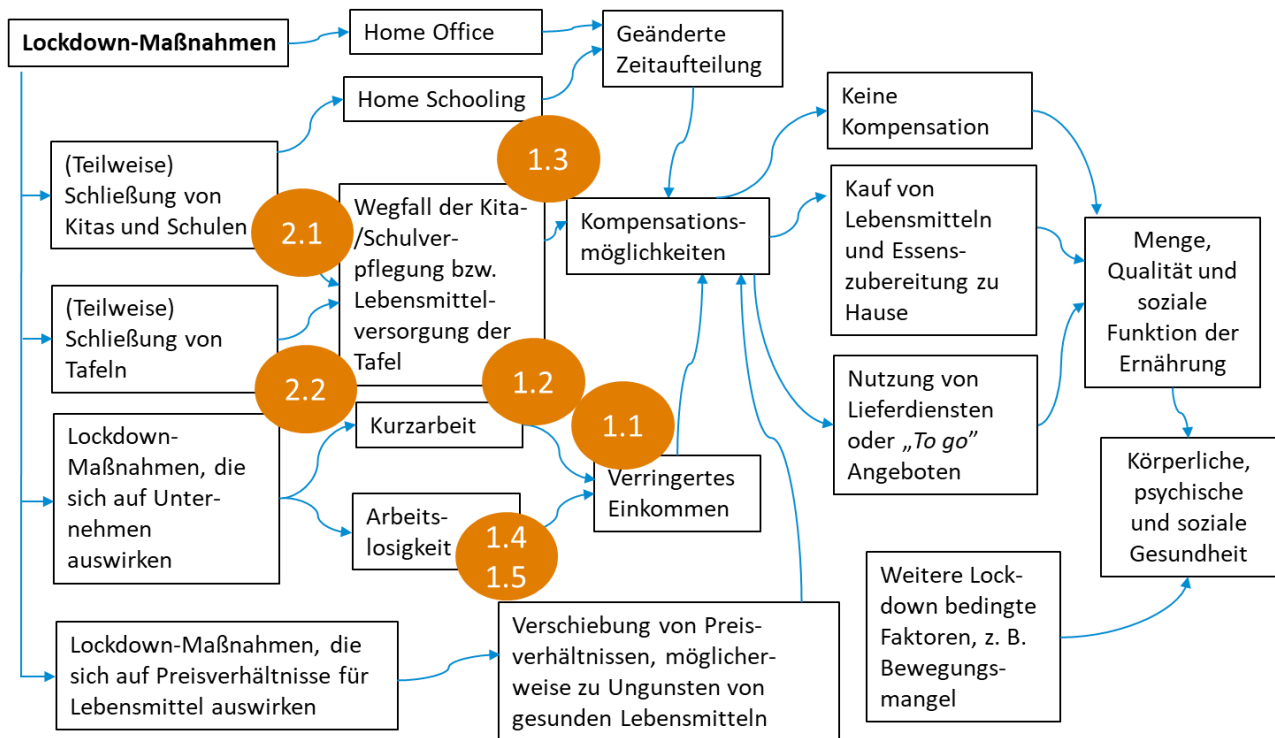 Lockdown-Maßnahmen
Home Office
Geänderte
Zeitaufteilung
Home Schooling
Keine
Kompensation
1.3
(Teilweise)
Schließung von
Kitas und Schulen
2.1
Wegfall der Kita-
/Schulver-
pflegung bzw.
Lebensmittel-
versorgung der
Tafel
Kompensations-
möglichkeiten
Kauf von
Lebensmitteln
und Essens-
zubereitung zu
Hause
Menge,
Qualität und
soziale
Funktion der
Ernährung
(Teilweise)
Schließung von
Tafeln
2.2
1.2
1.1
Nutzung von
Lieferdiensten
oder „To go”
Angeboten
Lockdown-
Maßnahmen, die
sich auf Unter-
nehmen
auswirken
Kurzarbeit
Verringertes
Einkommen
Körperliche,
psychische
und soziale
Gesundheit
Arbeits-
losigkeit
1.4
1.5
Weitere Lock-
down bedingte
Faktoren, z. B.
Bewegungs-
mangel
Lockdown-Maßnahmen, die
sich auf Preisverhältnisse für
Lebensmittel auswirken
Verschiebung von Preis-
verhältnissen, möglicher-
weise zu Ungunsten von
gesunden Lebensmitteln